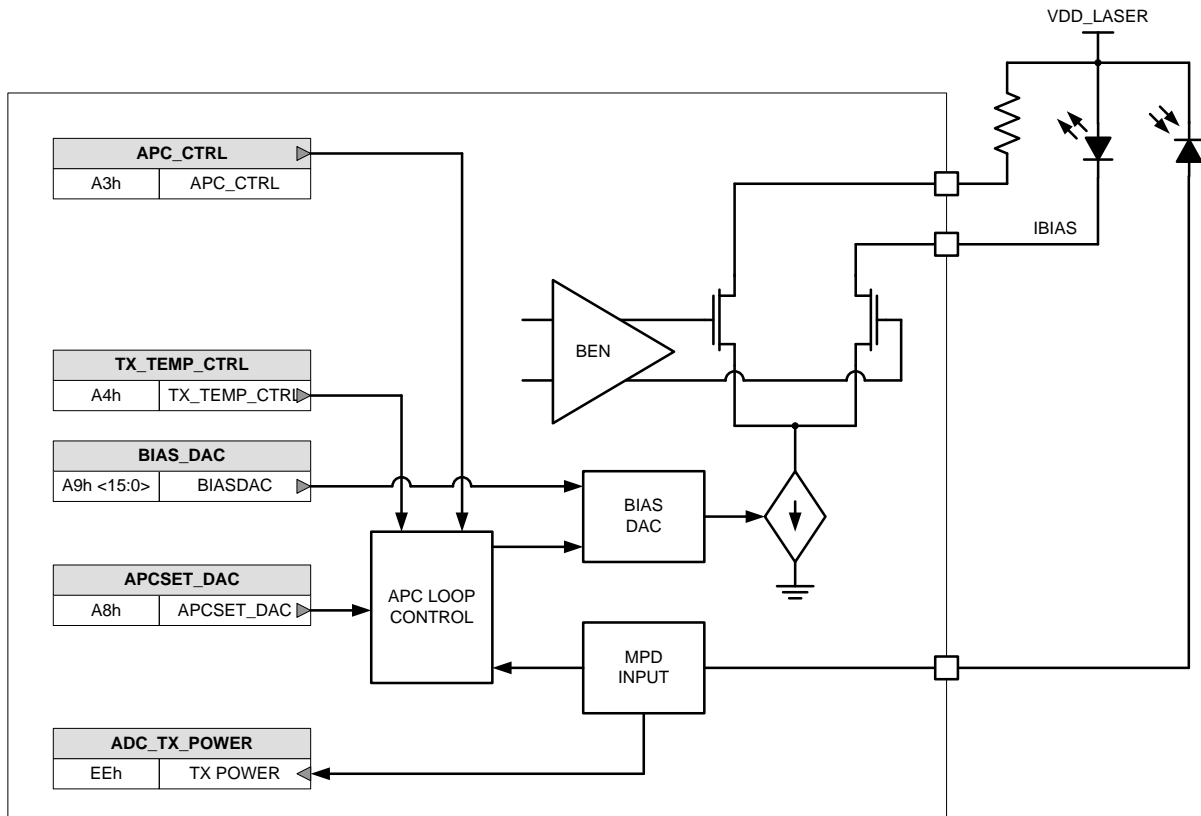 VDD_LASER
APC_CTRL
A3h APC_CTRL
IBIAS
BEN
TX_TEMP_CTRL
A4h TX_TEMP_CTRL
BIAS_DAC
A9h <15:0> BIASDAC
BIAS
DAC
APCSET_DAC
A8h APCSET_DAC
APC LOOP
CONTROL
MPD
INPUT
ADC_TX_POWER
EEh TX POWER